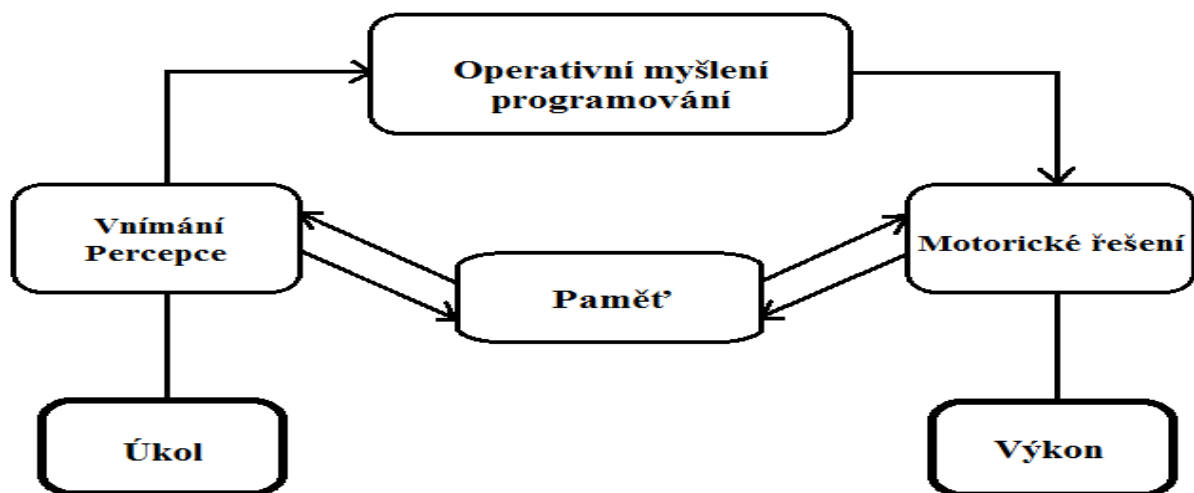 Operativní myšlení
programování
Vnímání
Percepce
Motorické řešení
Paměť
Úkol
Výkon